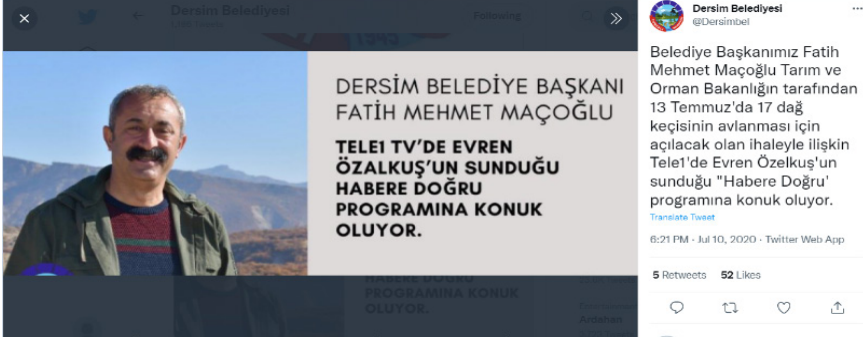 Dersim Belediyesi
Following
DERSİM BELEDİYE BAŞKANI
FATİH MEHMET MAÇOĞLU
TELE1 TV’DE EVREN
ÖZALKUŞ’UN SUNDUĞU
HABERE DOĞRU
PROGRAMINA KONUK
OLUYOR.
HABERE DOĞRU
PROGRAMINA KONUK
OLUYOR.
Ardahan
Dersim Belediyesi
@Dersimbel
Belediye Başkanımız Fatih
Mehmet Maçoğlu Tarım ve
Orman Bakanlığın tarafından
13 Temmuz'da 17 dağ
keçisinin avlanması için
açılacak olan ihaleyle ilişkin
Tele1'de Evren Özelkuş'un
sunduğu "Habere Doğru'
programına konuk oluyor.
Translate Tweet
6:21 PM · Jul 10, 2020 · Twitter Web App
5 Retweets 52 Likes